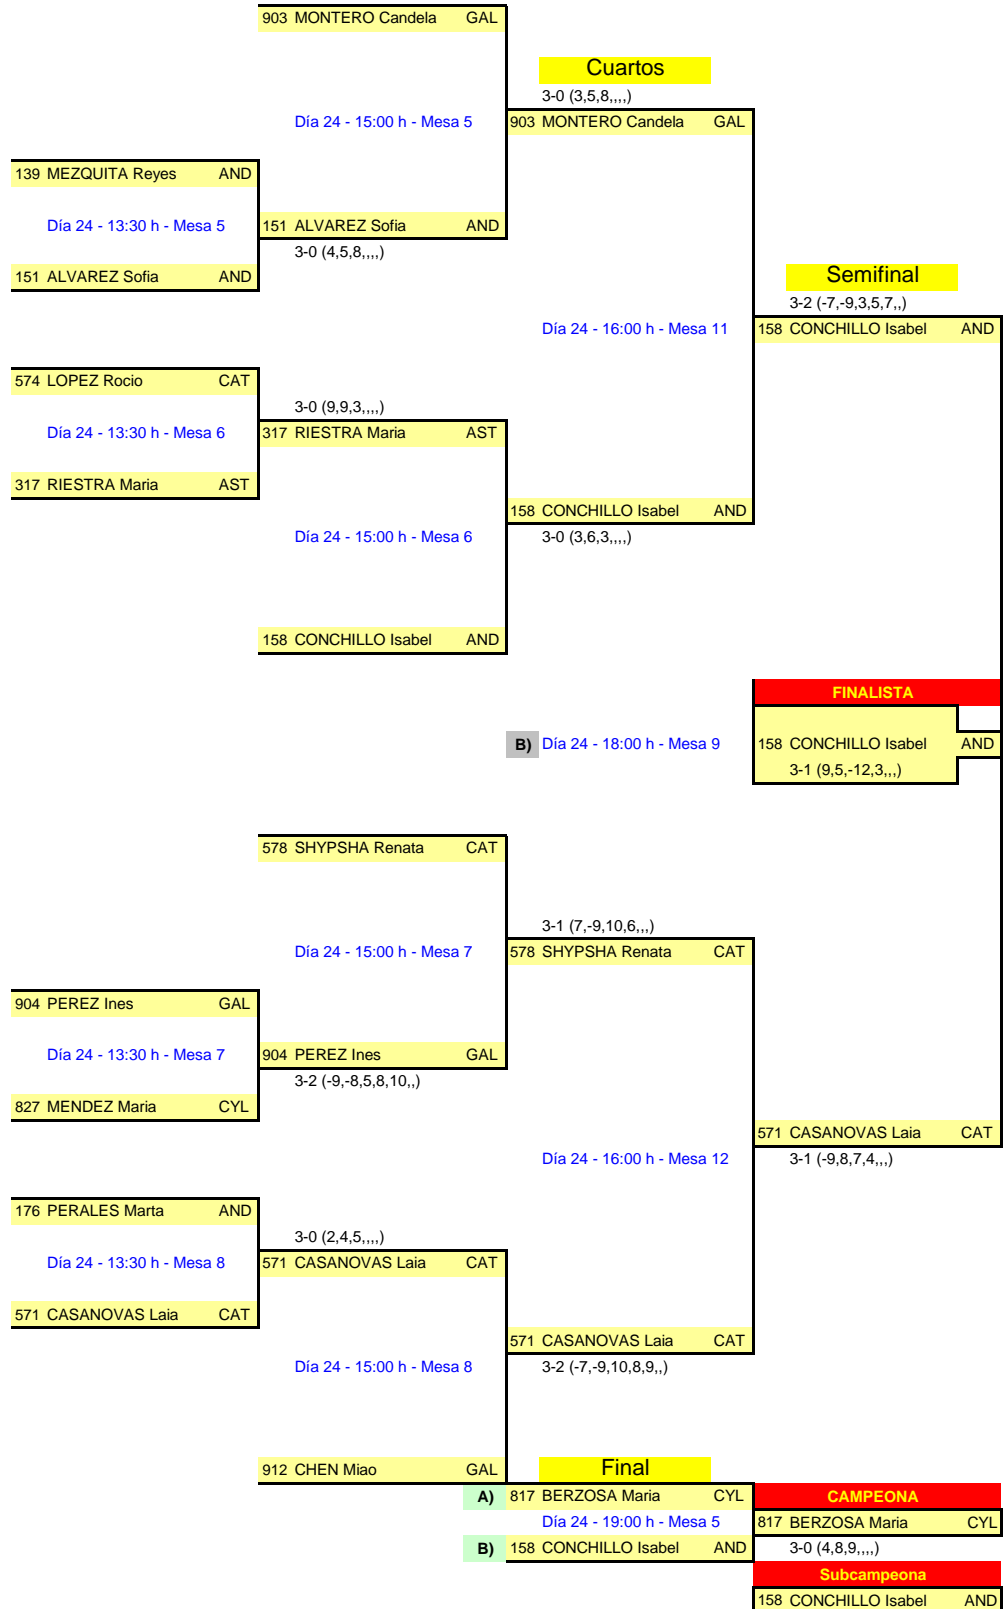 903 MONTERO Candela GAL
Cuartos
3-0 (3,5,8,,,,)
Día 24 - 15:00 h - Mesa 5
903 MONTERO Candela GAL
139 MEZQUITA Reyes AND
Día 24 - 13:30 h - Mesa 5
151 ALVAREZ Sofia AND
3-0 (4,5,8,,,,)
151 ALVAREZ Sofia AND
Semifinal
3-2 (-7,-9,3,5,7,,)
Día 24 - 16:00 h - Mesa 11
158 CONCHILLO Isabel AND
574 LOPEZ Rocio CAT
3-0 (9,9,3,,,,)
Día 24 - 13:30 h - Mesa 6
317 RIESTRA Maria AST
317 RIESTRA Maria AST
158 CONCHILLO Isabel AND
Día 24 - 15:00 h - Mesa 6
3-0 (3,6,3,,,,)
158 CONCHILLO Isabel AND
FINALISTA
B) Día 24 - 18:00 h - Mesa 9
158 CONCHILLO Isabel AND
3-1 (9,5,-12,3,,,)
578 SHYPSHA Renata CAT
3-1 (7,-9,10,6,,,)
Día 24 - 15:00 h - Mesa 7
578 SHYPSHA Renata CAT
904 PEREZ Ines GAL
Día 24 - 13:30 h - Mesa 7
904 PEREZ Ines GAL
3-2 (-9,-8,5,8,10,,)
827 MENDEZ Maria CYL
571 CASANOVAS Laia CAT
Día 24 - 16:00 h - Mesa 12
3-1 (-9,8,7,4,,,)
176 PERALES Marta AND
3-0 (2,4,5,,,,)
Día 24 - 13:30 h - Mesa 8
571 CASANOVAS Laia CAT
571 CASANOVAS Laia CAT
571 CASANOVAS Laia CAT
Día 24 - 15:00 h - Mesa 8
3-2 (-7,-9,10,8,9,,)
912 CHEN Miao GAL
Final
A) 817 BERZOSA Maria CYL
CAMPEONA
Día 24 - 19:00 h - Mesa 5
817 BERZOSA Maria CYL
B) 158 CONCHILLO Isabel AND
3-0 (4,8,9,,,,)
Subcampeona
158 CONCHILLO Isabel AND